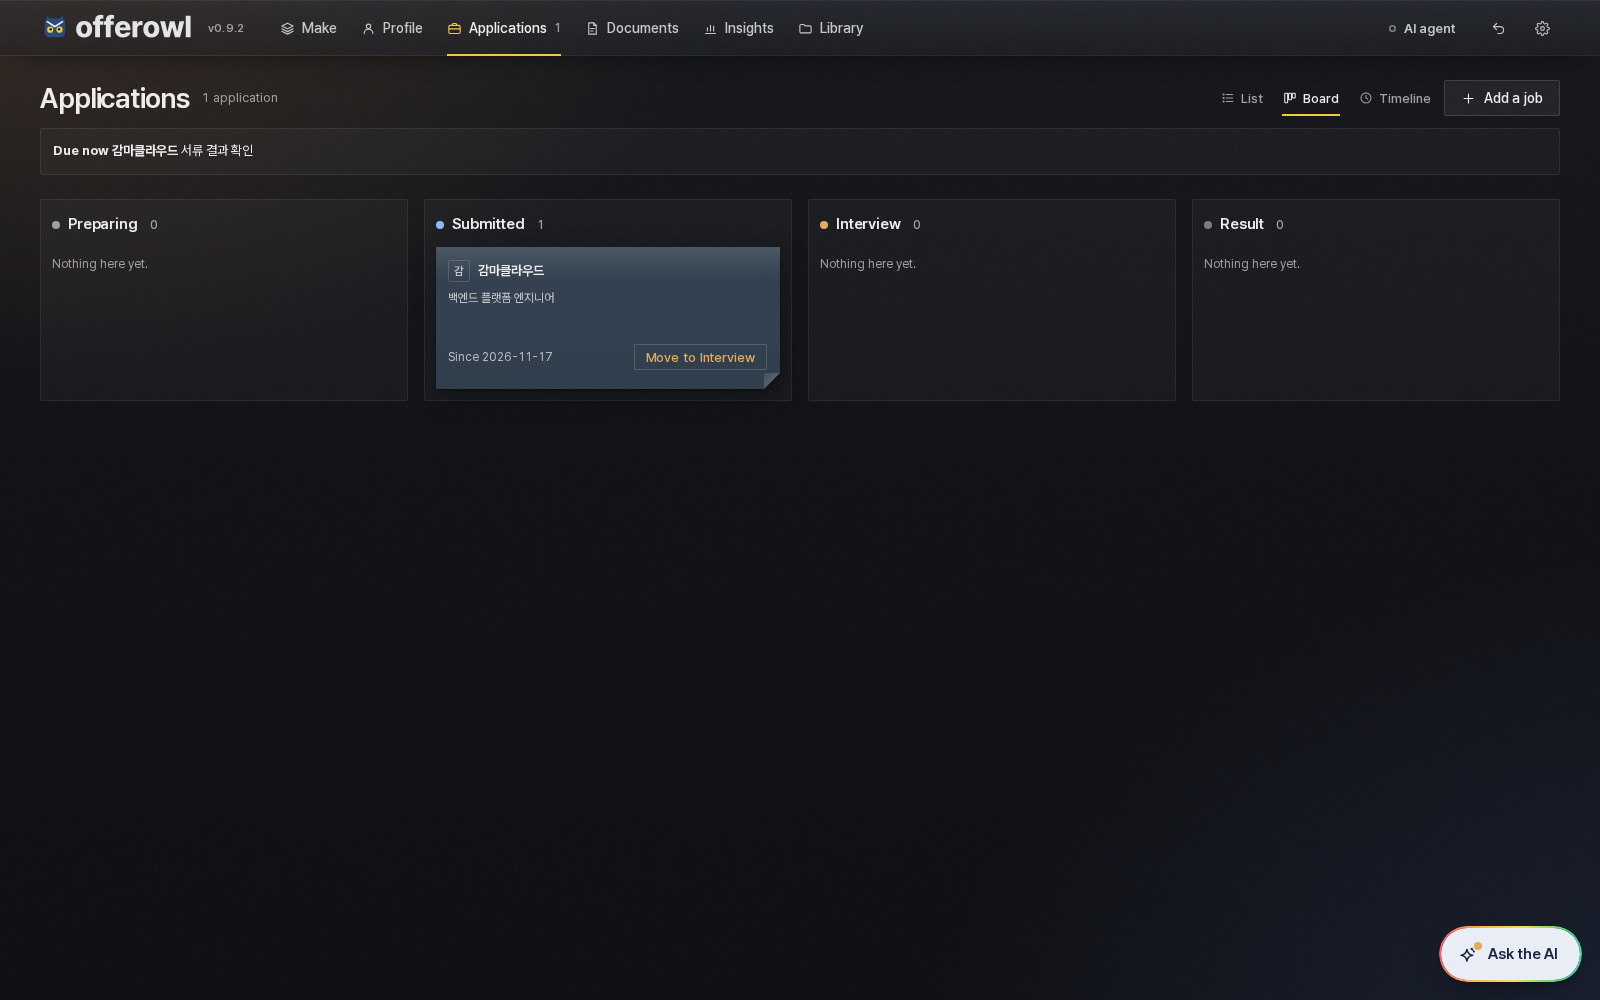 offerowl v0.9.2 Make Profile Applications 1 Documents Insights Library AI agent
Applications 1 application List Board Timeline Add a job
Due now 감마클라우드 서류 결과 확인
Preparing 0
Nothing here yet.
Submitted 1
감 감마클라우드
백엔드 플랫폼 엔지니어
Since 2026-11-17 Move to Interview
Interview 0
Nothing here yet.
Result 0
Nothing here yet.
Ask the AI